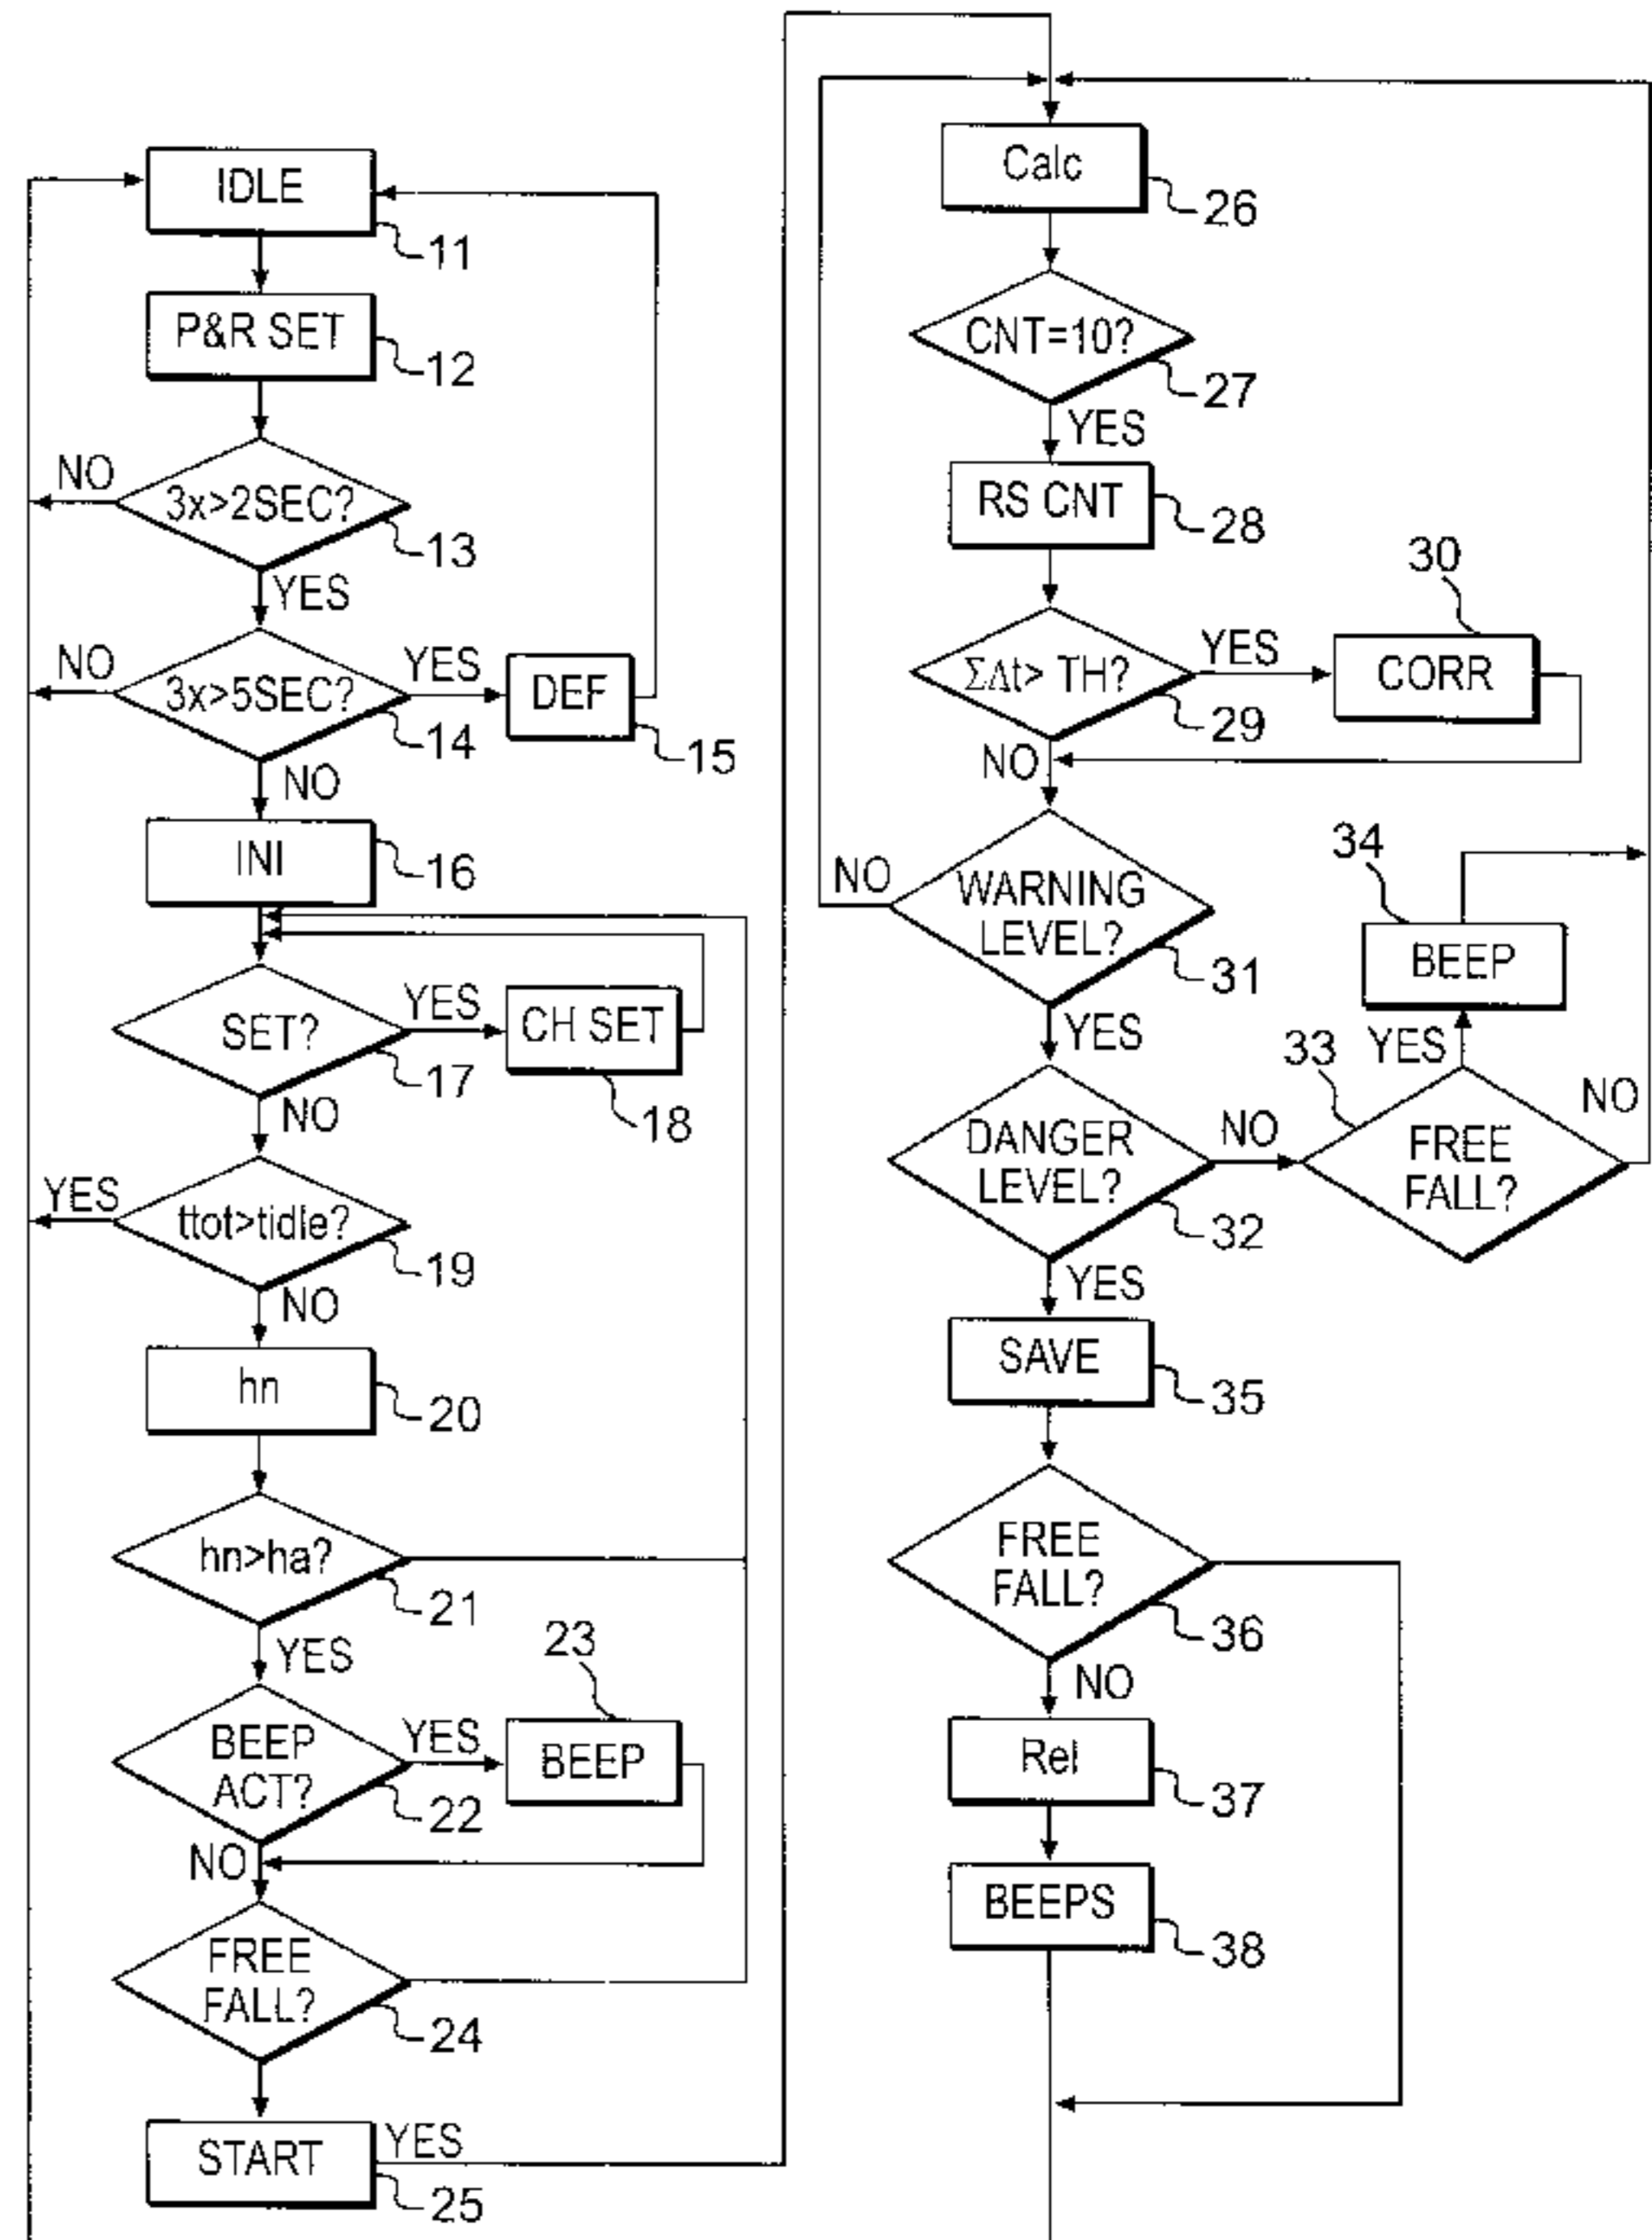 IDLE
11
P&R SET
12
NO
3x>2SEC?
13
YES
NO
3x>5SEC?
YES
14
DEF
15
NO
INI
16
SET?
YES
17
CH SET
18
NO
YES
ttot>tidle?
19
NO
hn
20
hn>ha?
21
YES
BEEP
ACT?
YES
22
23
BEEP
NO
FREE
FALL?
24
START
YES
25
Calc
26
CNT=10?
27
YES
RS CNT
28
ΣΔt> TH?
YES
29
30
CORR
NO
NO
WARNING
LEVEL?
31
YES
34
BEEP
YES
33
FREE
FALL?
NO
DANGER
LEVEL?
NO
32
YES
SAVE
35
FREE
FALL?
36
NO
Rel
37
BEEPS
38